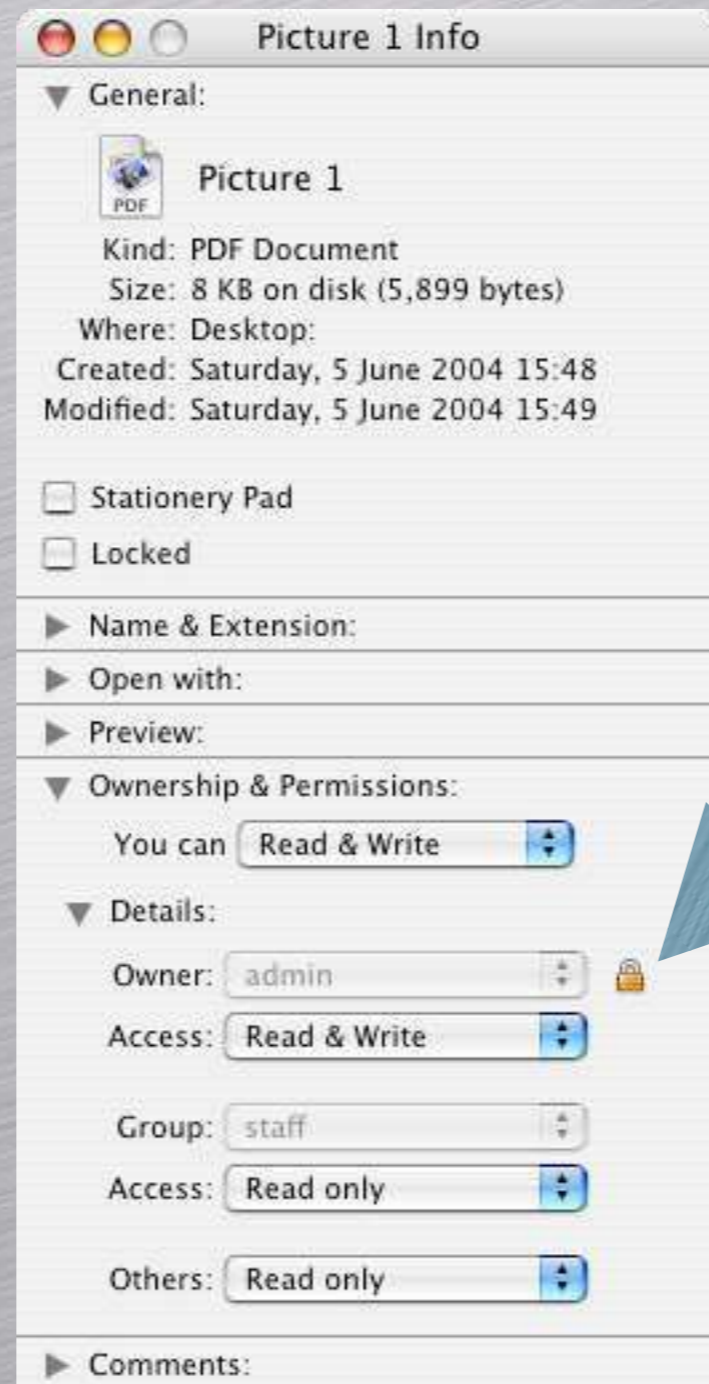 Picture 1 Info
General:
PDF
Picture 1
Kind: PDF Document
Size: 8 KB on disk (5,899 bytes)
Where: Desktop:
Created: Saturday, 5 June 2004 15:48
Modified: Saturday, 5 June 2004 15:49
Stationery Pad
Locked
Name & Extension:
Open with:
Preview:
Ownership & Permissions:
You can Read & Write
Details:
Owner: admin
Access: Read & Write
Group: staff
Access: Read only
Others: Read only
Comments: